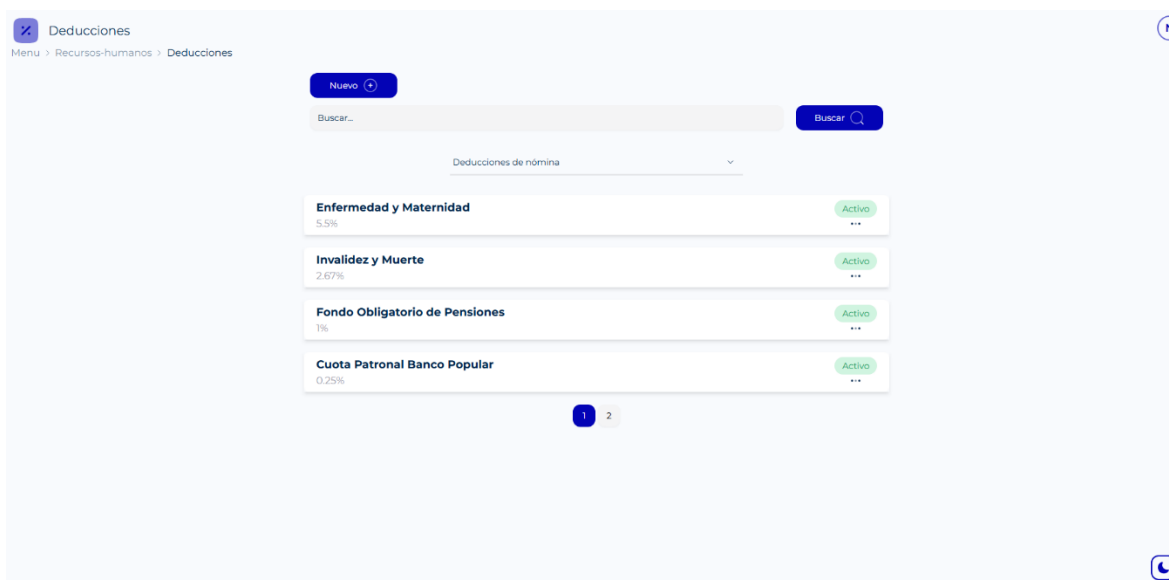 Deducciones
Menu > Recursos-humanos > Deducciones
Nuevo
Buscar...
Buscar
Deducciones de nómina
Enfermedad y Maternidad
Activo
5.5%
Invalidez y Muerte
Activo
2.67%
Fondo Obligatorio de Pensiones
Activo
1%
Cuota Patronal Banco Popular
Activo
0.25%
1 2